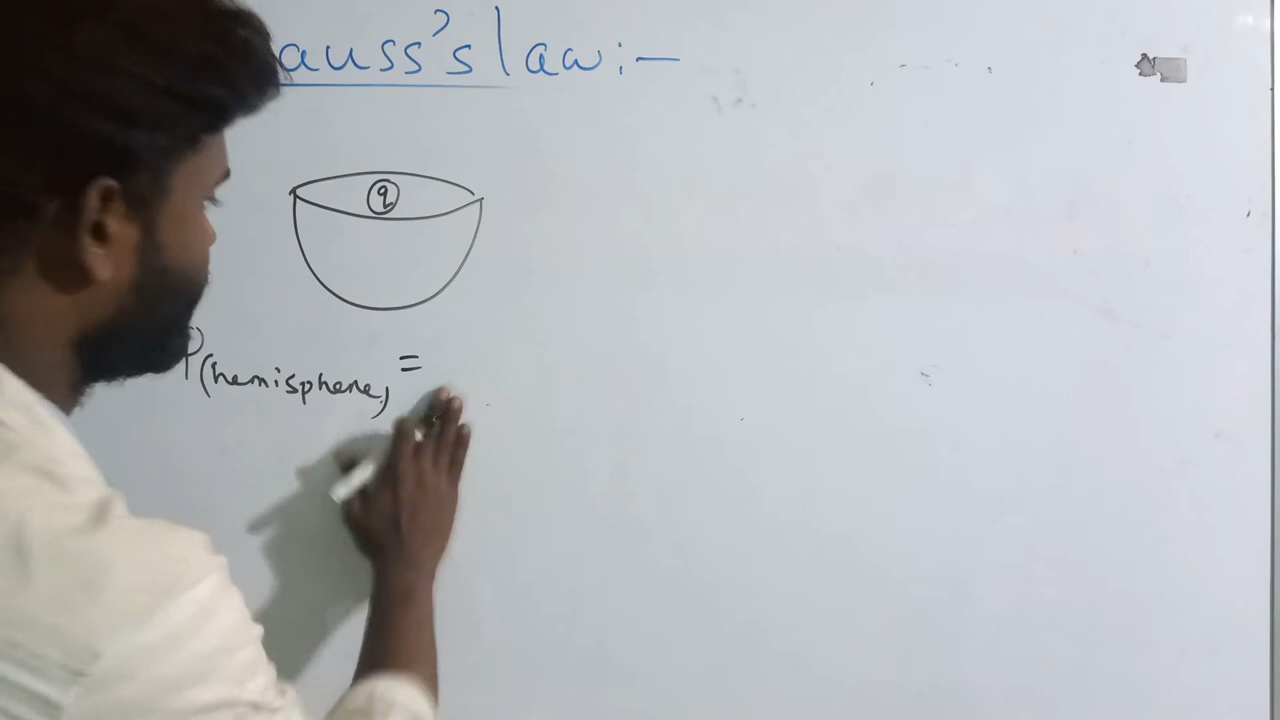 auss's law:-
q
(hemisphere) =